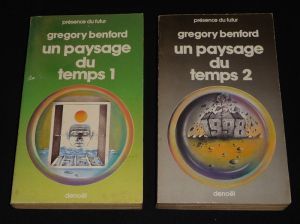 présence du futur
gregory benford
un paysage
du
temps 1
denoël
présence du futur
gregory benford
un paysage
du
temps 2
1998
denoël